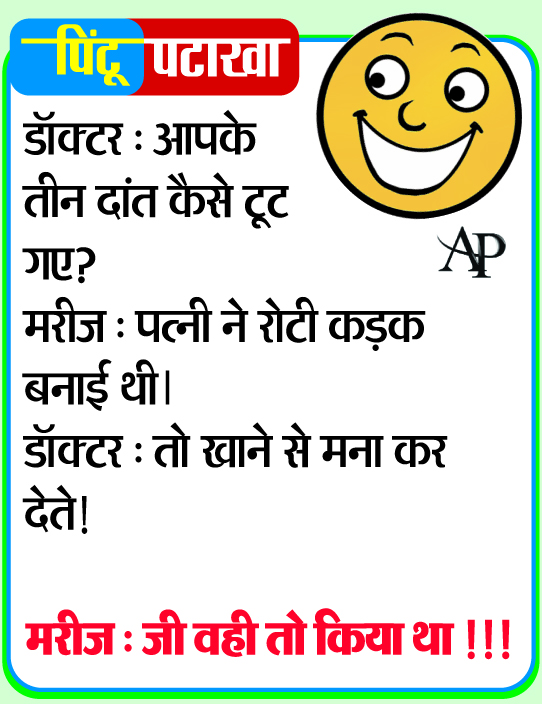 पिंटू पटाखा
डॉक्टर : आपके
तीन दांत कैसे टूट
गए?
AP
मरीज : पत्नी ने रोटी कड़क
बनाई थी।
डॉक्टर : तो खाने से मना कर
देते!
मरीज : जी वही तो किया था !!!